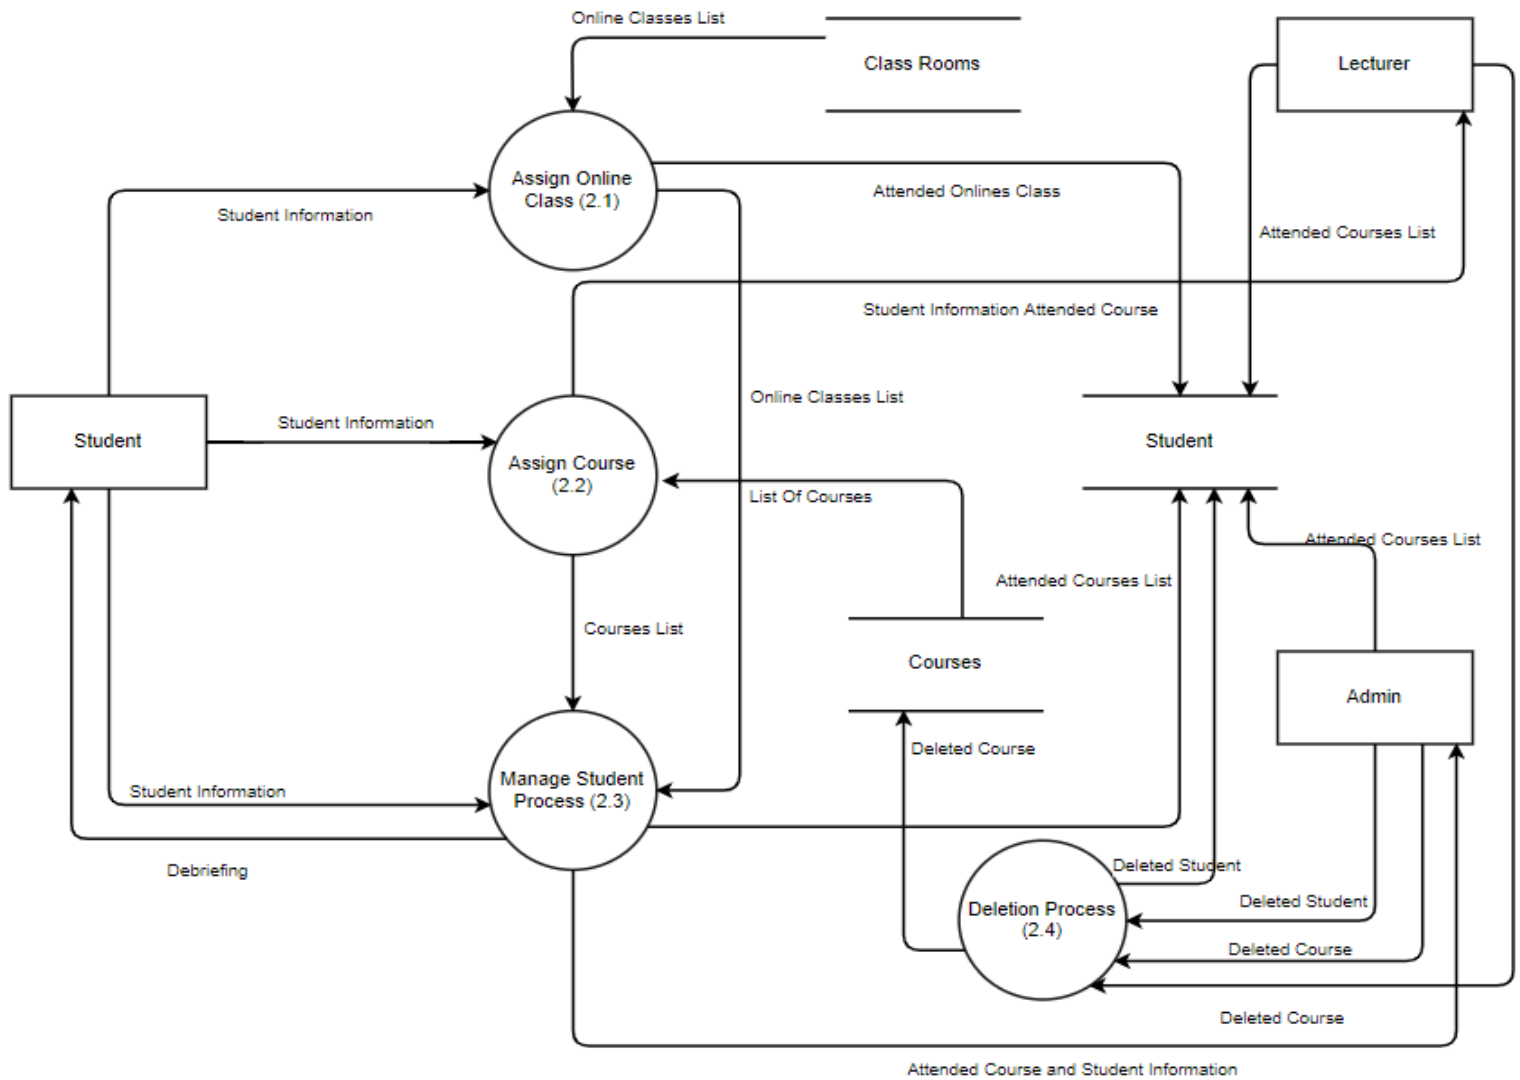 Online Classes List
Class Rooms
Lecturer
Assign Online
Class (2.1)
Attended Onlines Class
Student Information
Attended Courses List
Student Information Attended Course
Online Classes List
Student Information
Student
Student
Assign Course
(2.2)
List Of Courses
Attended Courses List
Attended Courses List
Courses List
Courses
Admin
Deleted Course
Manage Student
Process (2.3)
Student Information
Debriefing
Deleted Student
Deleted Student
Deletion Process
(2.4)
Deleted Course
Deleted Course
Attended Course and Student Information